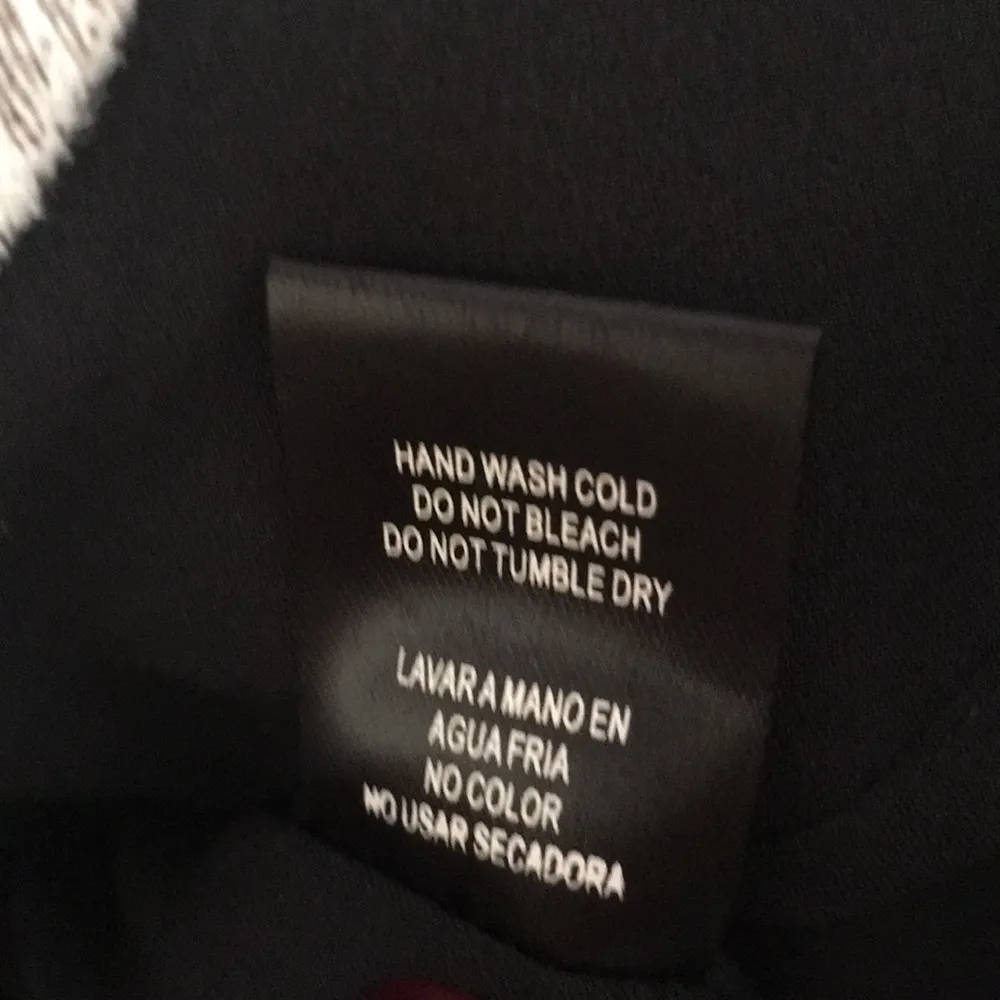 HAND WASH COLD
DO NOT BLEACH
DO NOT TUMBLE DRY
LAVAR A MANO EN
AGUA FRIA
NO COLOR
NO USAR SECADORA